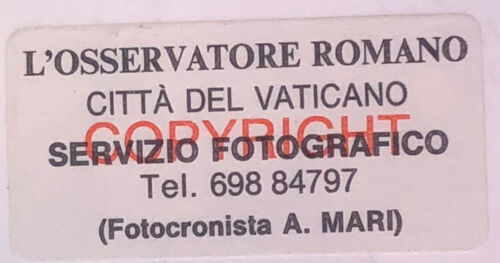 L'OSSERVATORE ROMANO
CITTÀ DEL VATICANO
COPYRIGHT
SERVIZIO FOTOGRAFICO
Tel. 698 84797
(Fotocronista A. MARI)